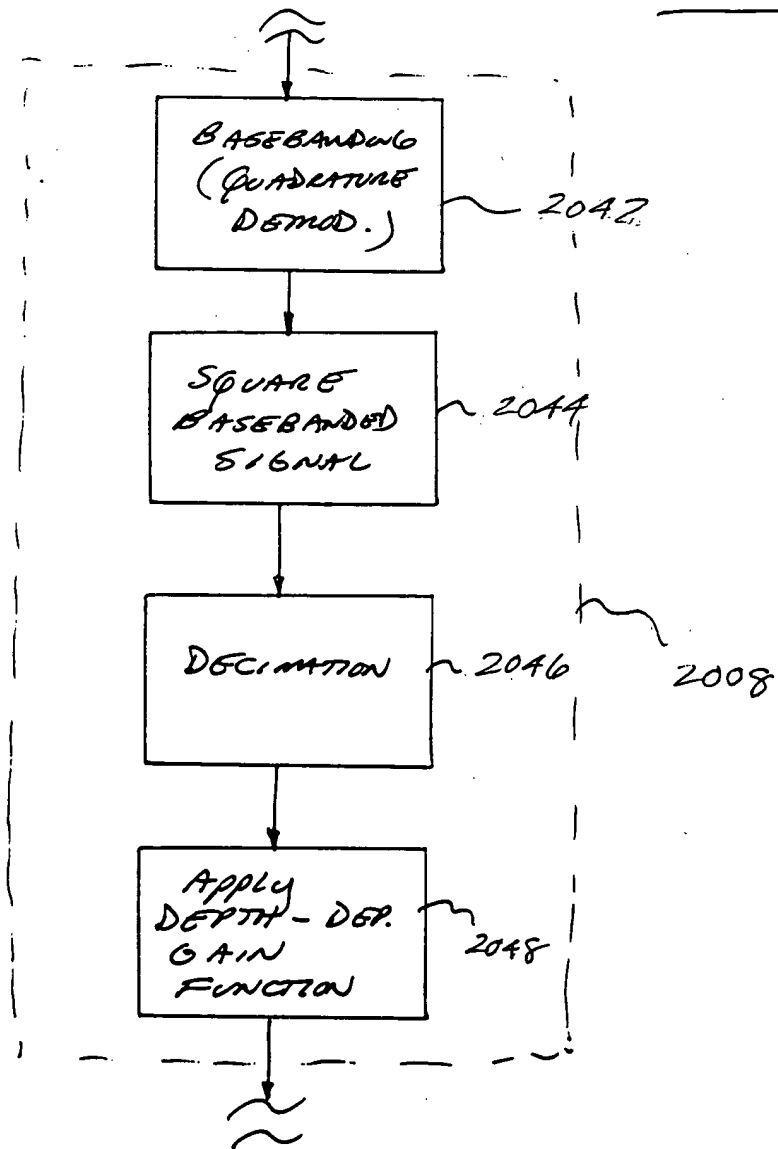 BASEBANDING
(QUADRATURE
DEMOD.)
2042
SQUARE
BASEBANDED
SIGNAL
2044
DECIMATION
2046
2008
APPLY
DEPTH-DEP.
GAIN
FUNCTION
2048